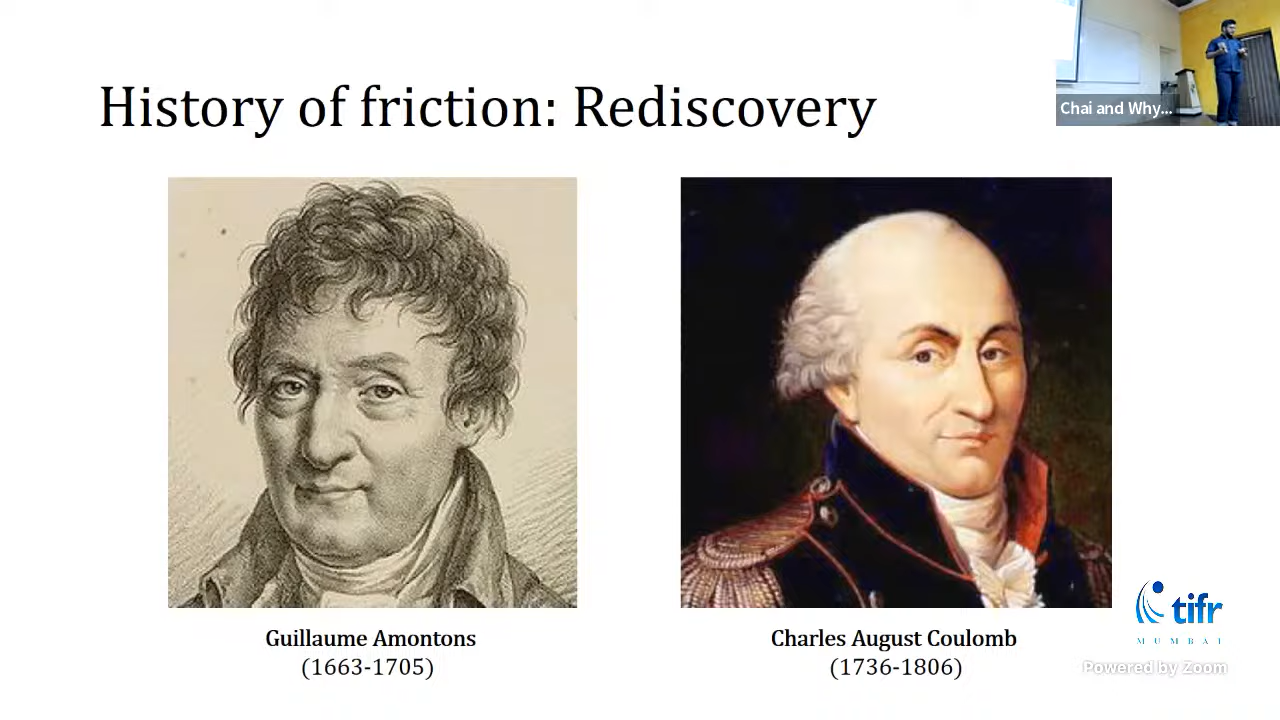 History of friction: Rediscovery
Chai and Why...
Guillaume Amontons
(1663-1705)
Charles August Coulomb
(1736-1806)
tifr
MUMBAI
Powered by Zoom